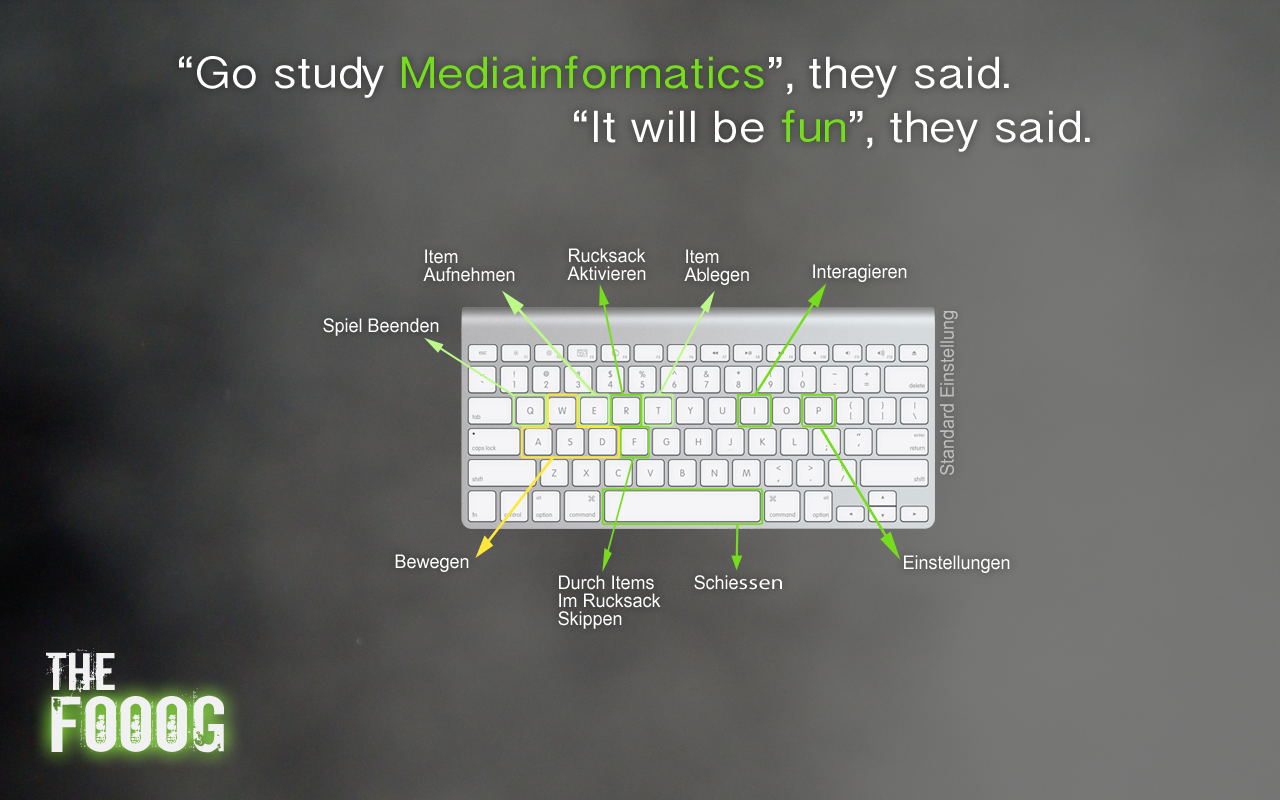 “Go study Mediainformatics”, they said.
“It will be fun”, they said.
Item
Aufnehmen
Rucksack
Aktivieren
Item
Ablegen
Interagieren
Spiel Beenden
Standard Einstellung
esc
! @ $ % ^ & * ( ) - +
1 2 3 4 5 6 7 8 9 0 - = delete
tab Q W E R T Y U I O P
caps lock A S D F G H J K L enter
return
shift Z X C V B N M < > shift
fn alt option command command alt option
Bewegen
Durch Items
Im Rucksack
Skippen
Schiessen
Einstellungen
THE
FOOOG